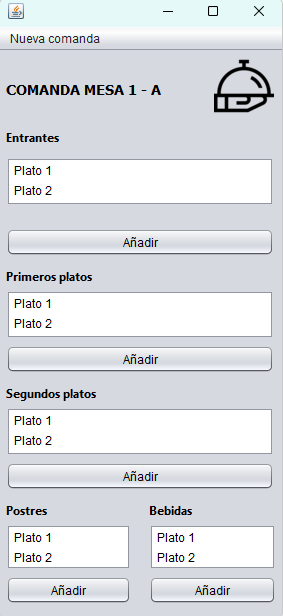 Nueva comanda
COMANDA MESA 1 - A
Entrantes
Plato 1
Plato 2
Añadir
Primeros platos
Plato 1
Plato 2
Añadir
Segundos platos
Plato 1
Plato 2
Añadir
Postres
Plato 1
Plato 2
Añadir
Bebidas
Plato 1
Plato 2
Añadir